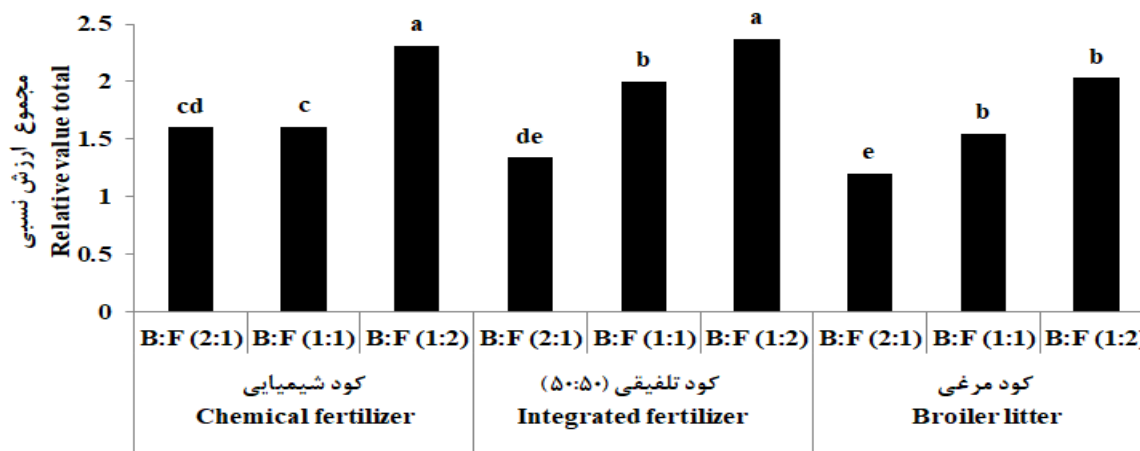 مجموع ارزش نسبی
Relative value total
2.5
2
1.5
1
0.5
0
cd
c
a
de
b
a
e
b
b
B:F (2:1)
B:F (1:1)
B:F (1:2)
B:F (2:1)
B:F (1:1)
B:F (1:2)
B:F (2:1)
B:F (1:1)
B:F (1:2)
کود شیمیایی
کود تلفیقی (۵۰:۵۰)
کود مرغی
Chemical fertilizer
Integrated fertilizer
Broiler litter